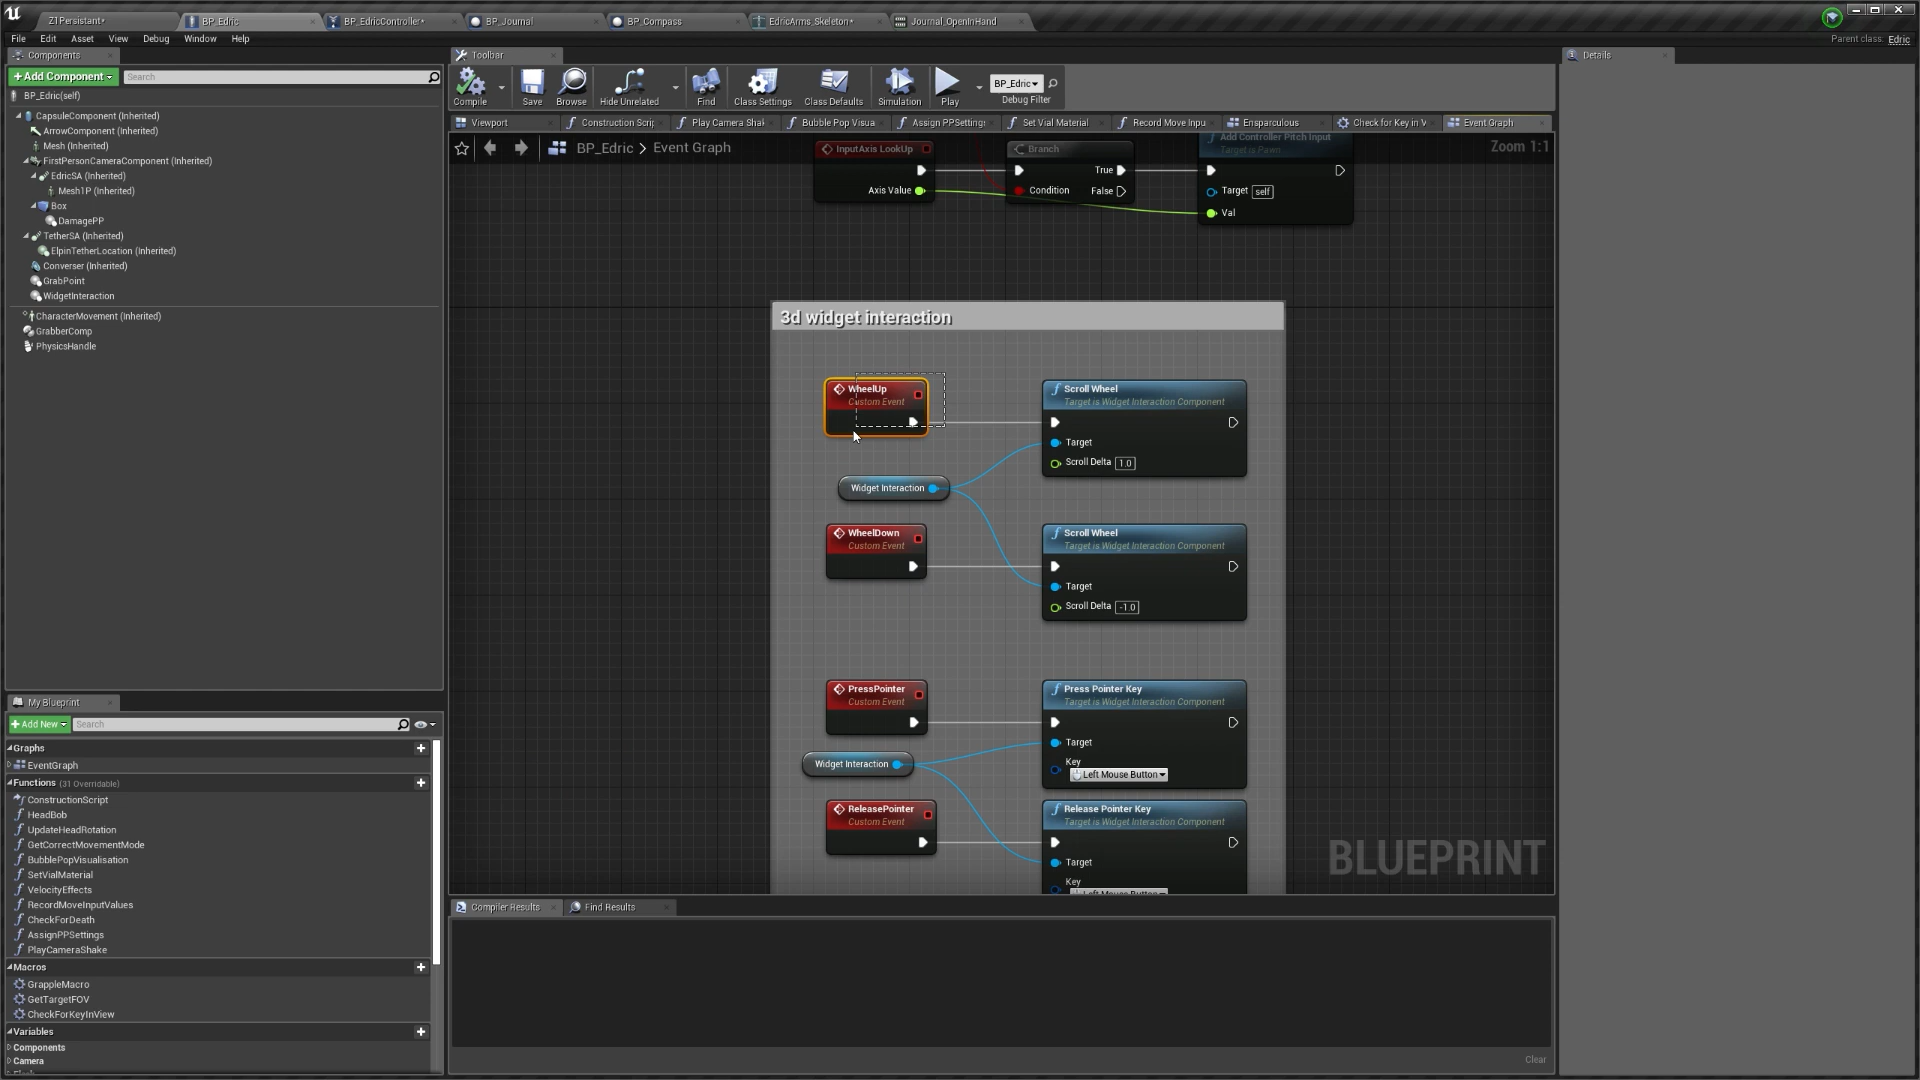 Z1Persistant*
BP_Edric
BP_EdricController*
BP_Journal
BP_Compass
EdricArms_Skeleton*
Journal_OpenInHand
File Edit Asset View Debug Window Help
Parent class: Edric
Components
Toolbar
Details
+Add Component
Search
BP_Edric(self)
CapsuleComponent (Inherited)
ArrowComponent (Inherited)
Mesh (Inherited)
FirstPersonCameraComponent (Inherited)
EdricSA (Inherited)
Mesh1P (Inherited)
Box
DamagePP
TetherSA (Inherited)
ElpinTetherLocation (Inherited)
Converser (Inherited)
GrabPoint
WidgetInteraction
CharacterMovement (Inherited)
GrabberComp
PhysicsHandle
Compile
Save
Browse
Hide Unrelated
Find
Class Settings
Class Defaults
Simulation
Play
BP_Edric
Debug Filter
Viewport
Construction Scrip
Play Camera Shak
Bubble Pop Visua
Assign PPSettings
Set Vial Material
Record Move Inpu
Ensparculous
Check for Key in V
Event Graph
BP_Edric > Event Graph
Zoom 1:1
InputAxis LookUp
Axis Value
Branch
True
Condition
False
Add Controller Pitch Input
Target is Pawn
Target self
Val
3d widget interaction
WheelUp
Custom Event
Scroll Wheel
Target is Widget Interaction Component
Target
Scroll Delta 1.0
Widget Interaction
WheelDown
Custom Event
Scroll Wheel
Target is Widget Interaction Component
Target
Scroll Delta -1.0
PressPointer
Custom Event
Press Pointer Key
Target is Widget Interaction Component
Target
Key
Left Mouse Button
Widget Interaction
ReleasePointer
Custom Event
Release Pointer Key
Target is Widget Interaction Component
Target
Key
Left Mouse Button
BLUEPRINT
My Blueprint
+Add New
Search
Graphs
EventGraph
Functions (31 Overridable)
ConstructionScript
HeadBob
UpdateHeadRotation
GetCorrectMovementMode
BubblePopVisualisation
SetVialMaterial
VelocityEffects
RecordMoveInputValues
CheckForDeath
AssignPPSettings
PlayCameraShake
Macros
GrappleMacro
GetTargetFOV
CheckForKeyInView
Variables
Components
Camera
Compiler Results
Find Results
Clear